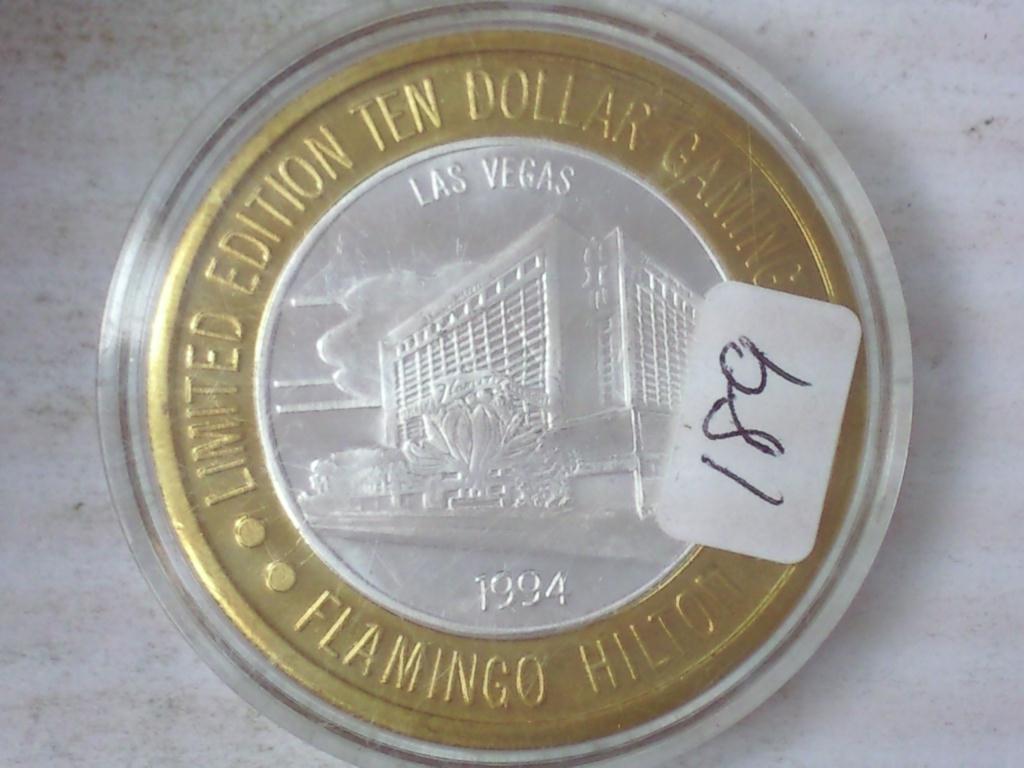 LIMITED EDITION TEN DOLLAR GAMING
LAS VEGAS
189
1994
FLAMINGO HILTON